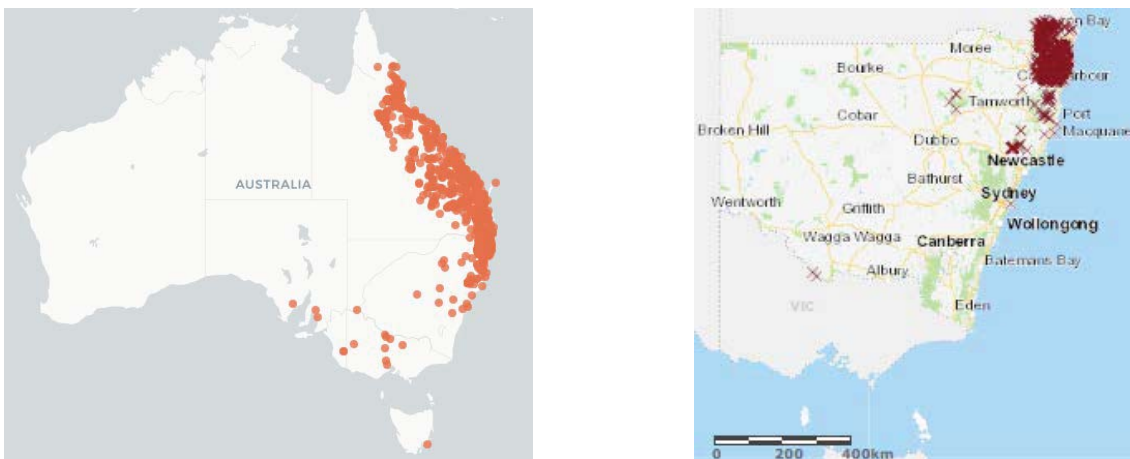 AUSTRALIA
Bay
Moree
Bourke
Tamworth
Cobar
Port
Macquarie
Broken Hill
Dubbo
Newcastle
Bathurst
Sydney
Wentworth
Griffith
Wollongong
Wagga Wagga
Canberra
Batemans Bay
Albury
VIC
Eden
0 200 400km